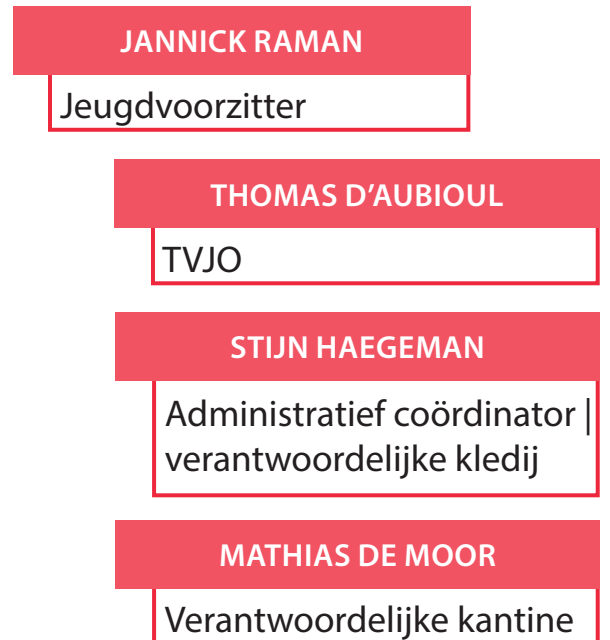 JANNICK RAMAN
Jeugdvoorzitter
THOMAS D'AUBIOUL
TVJO
STIJN HAEGEMAN
Administratief coördinator |
verantwoordelijke kledij
MATHIAS DE MOOR
Verantwoordelijke kantine